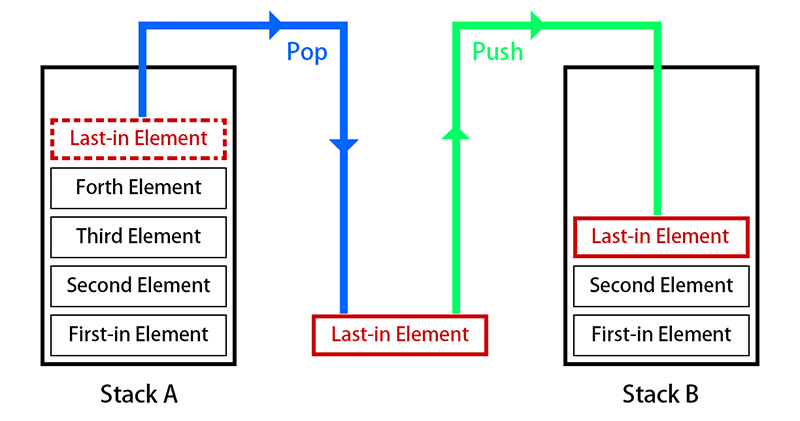 Pop
Push
Last-in Element
Forth Element
Third Element
Second Element
First-in Element
Stack A
Last-in Element
Last-in Element
Second Element
First-in Element
Stack B